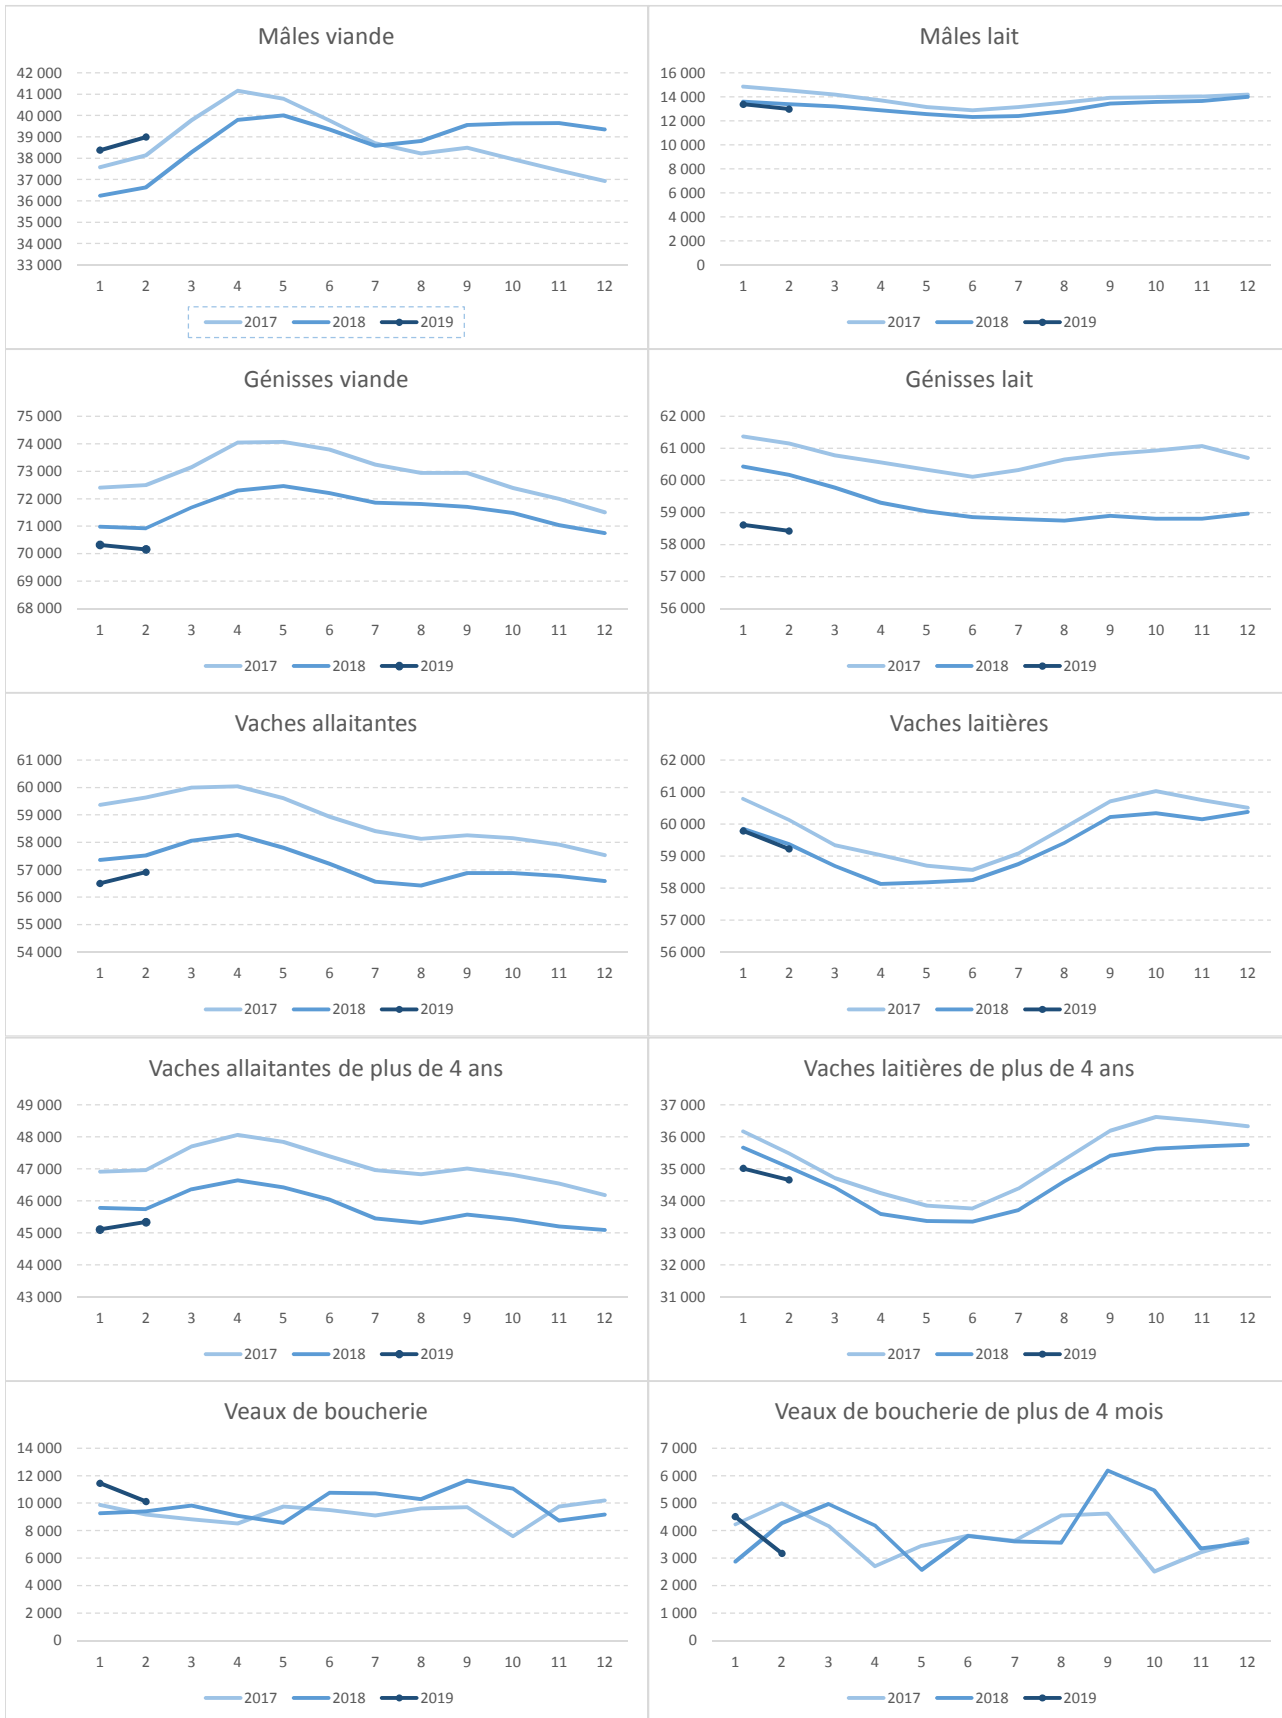 Mâles viande
42 000
41 000
40 000
39 000
38 000
37 000
36 000
35 000
34 000
33 000
1 2 3 4 5 6 7 8 9 10 11 12
2017 2018 2019
Mâles lait
16 000
14 000
12 000
10 000
8 000
6 000
4 000
2 000
0
1 2 3 4 5 6 7 8 9 10 11 12
2017 2018 2019
Génisses viande
75 000
74 000
73 000
72 000
71 000
70 000
69 000
68 000
1 2 3 4 5 6 7 8 9 10 11 12
2017 2018 2019
Génisses lait
62 000
61 000
60 000
59 000
58 000
57 000
56 000
1 2 3 4 5 6 7 8 9 10 11 12
2017 2018 2019
Vaches allaitantes
61 000
60 000
59 000
58 000
57 000
56 000
55 000
54 000
1 2 3 4 5 6 7 8 9 10 11 12
2017 2018 2019
Vaches laitières
62 000
61 000
60 000
59 000
58 000
57 000
56 000
1 2 3 4 5 6 7 8 9 10 11 12
2017 2018 2019
Vaches allaitantes de plus de 4 ans
49 000
48 000
47 000
46 000
45 000
44 000
43 000
1 2 3 4 5 6 7 8 9 10 11 12
2017 2018 2019
Vaches laitières de plus de 4 ans
37 000
36 000
35 000
34 000
33 000
32 000
31 000
1 2 3 4 5 6 7 8 9 10 11 12
2017 2018 2019
Veaux de boucherie
14 000
12 000
10 000
8 000
6 000
4 000
2 000
0
1 2 3 4 5 6 7 8 9 10 11 12
2017 2018 2019
Veaux de boucherie de plus de 4 mois
7 000
6 000
5 000
4 000
3 000
2 000
1 000
0
1 2 3 4 5 6 7 8 9 10 11 12
2017 2018 2019